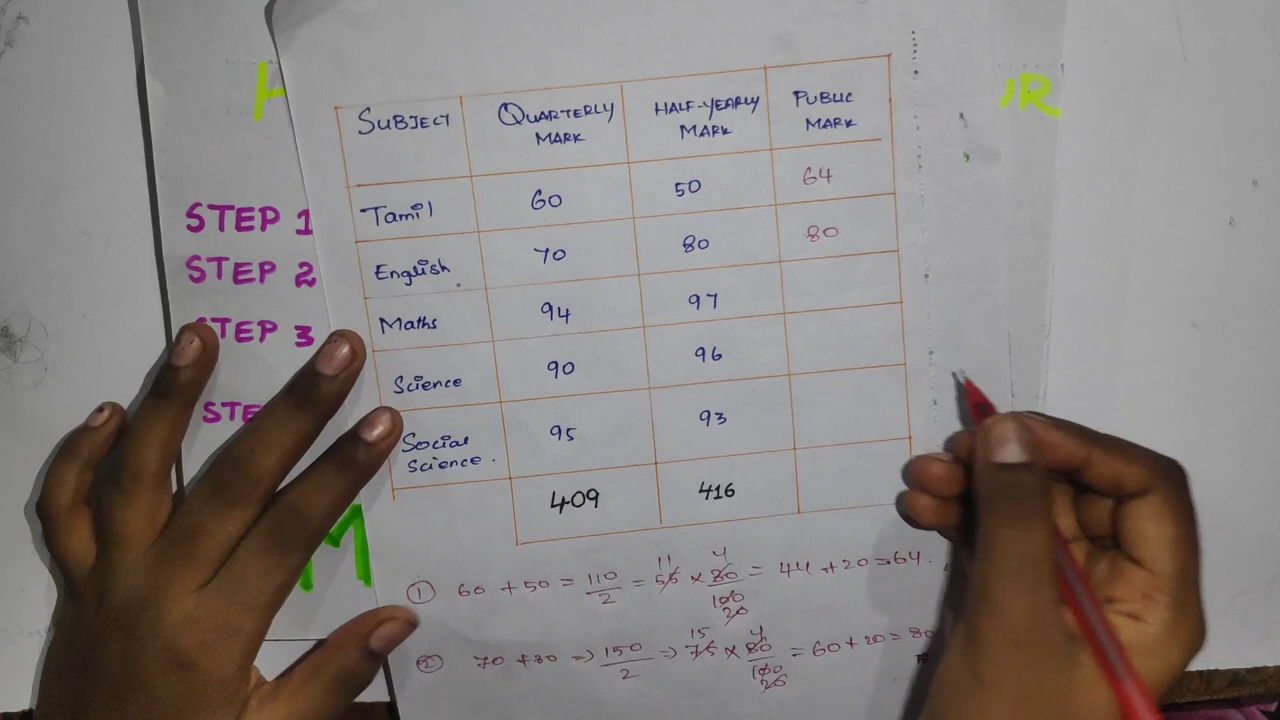 SUBJECT QUARTERLY MARK HALF-YEARLY MARK PUBLIC MARK
Tamil 60 50 64
English 70 80 80
Maths 94 97
Science 90 96
Social Science. 95 93
409 416
① 60 + 50 = 110/2 = 55 × 80/100 = 44 + 20 = 64.
② 70 + 80 ⇒ 150/2 ⇒ 75 × 80/100 = 60 + 20 = 80
STEP 1
STEP 2
STEP 3